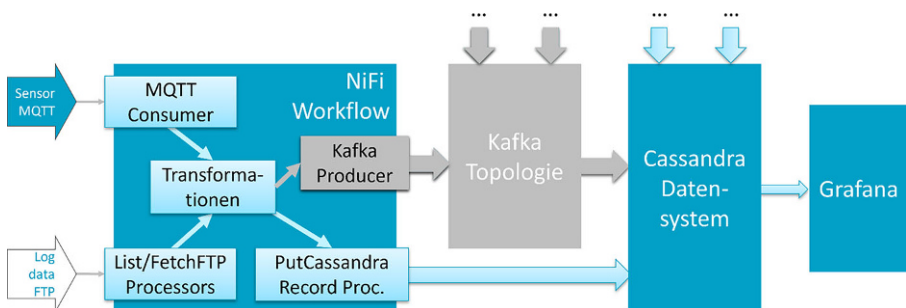 ... ...
... ...
Sensor
MQTT
MQTT
Consumer
NiFi
Workflow
Transforma-
tionen
Kafka
Producer
Kafka
Topologie
Cassandra
Daten-
system
Grafana
Log
data
FTP
List/FetchFTP
Processors
PutCassandra
Record Proc.